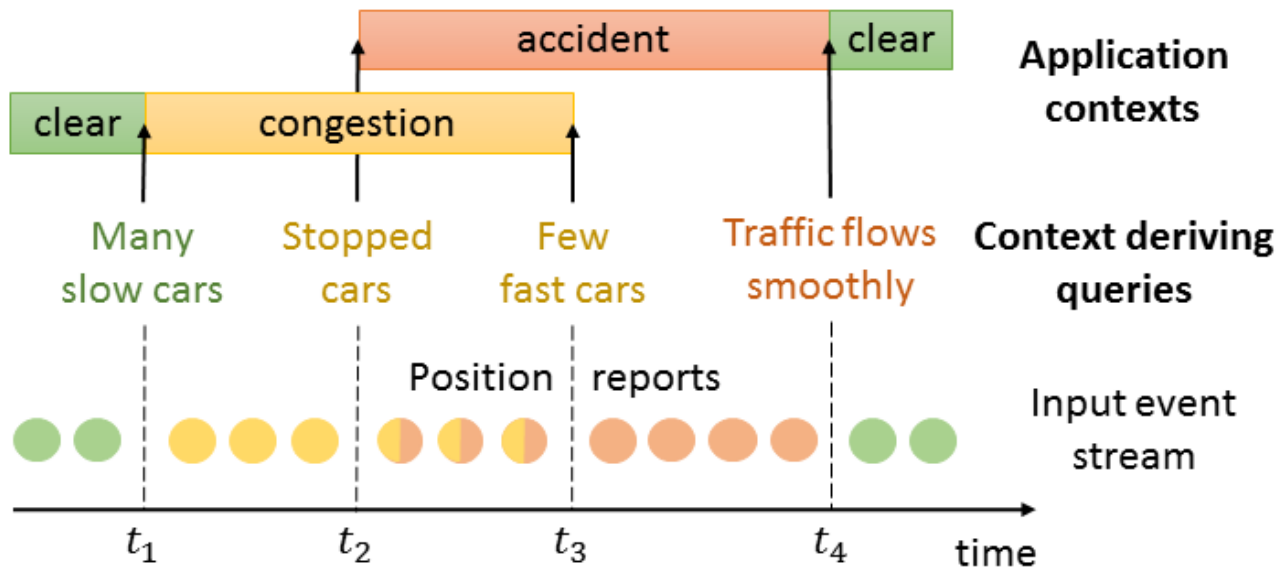 accident
clear
Application
contexts
clear
congestion
Many
slow cars
Stopped
cars
Few
fast cars
Traffic flows
smoothly
Context deriving
queries
Position reports
Input event
stream
t₁
t₂
t₃
t₄
time